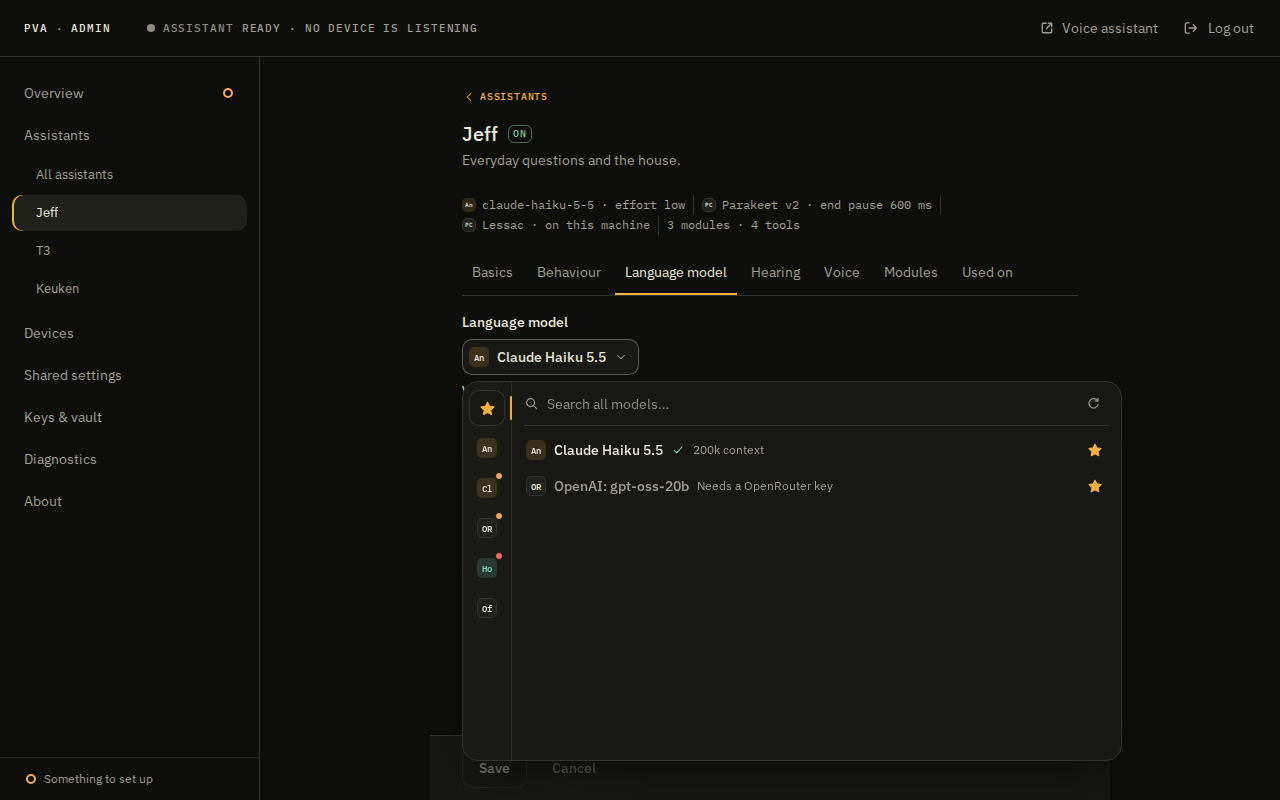 PVA · ADMIN
ASSISTANT READY · NO DEVICE IS LISTENING
Voice assistant
Log out
Overview
Assistants
All assistants
Jeff
T3
Keuken
Devices
Shared settings
Keys & vault
Diagnostics
About
Something to set up
ASSISTANTS
Jeff ON
Everyday questions and the house.
An claude-haiku-5-5 · effort low PC Parakeet v2 · end pause 600 ms
PC Lessac · on this machine 3 modules · 4 tools
Basics Behaviour Language model Hearing Voice Modules Used on
Language model
An Claude Haiku 5.5
Search all models...
An
Cl
OR
Ho
Of
An Claude Haiku 5.5 200k context
OR OpenAI: gpt-oss-20b Needs a OpenRouter key
Save Cancel